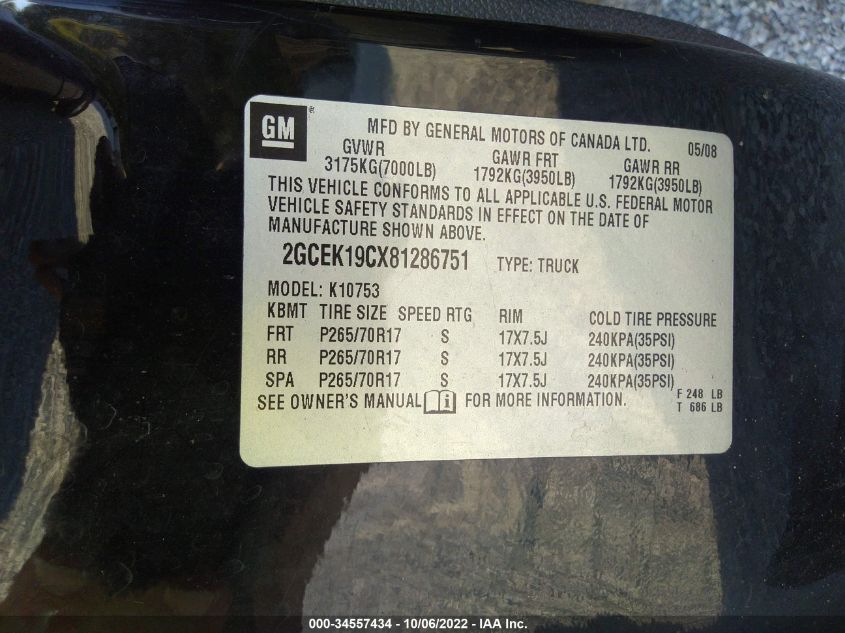 GM ® MFD BY GENERAL MOTORS OF CANADA LTD. 05/08
GVWR GAWR FRT GAWR RR
3175KG(7000LB) 1792KG(3950LB) 1792KG(3950LB)
THIS VEHICLE CONFORMS TO ALL APPLICABLE U.S. FEDERAL MOTOR
VEHICLE SAFETY STANDARDS IN EFFECT ON THE DATE OF
MANUFACTURE SHOWN ABOVE.
2GCEK19CX81286751 TYPE: TRUCK
MODEL: K10753
KBMT TIRE SIZE SPEED RTG RIM COLD TIRE PRESSURE
FRT P265/70R17 S 17X7.5J 240KPA(35PSI)
RR P265/70R17 S 17X7.5J 240KPA(35PSI)
SPA P265/70R17 S 17X7.5J 240KPA(35PSI)
SEE OWNER'S MANUAL i FOR MORE INFORMATION.
F 248 LB
T 686 LB
000-34557434 - 10/06/2022 - IAA Inc.